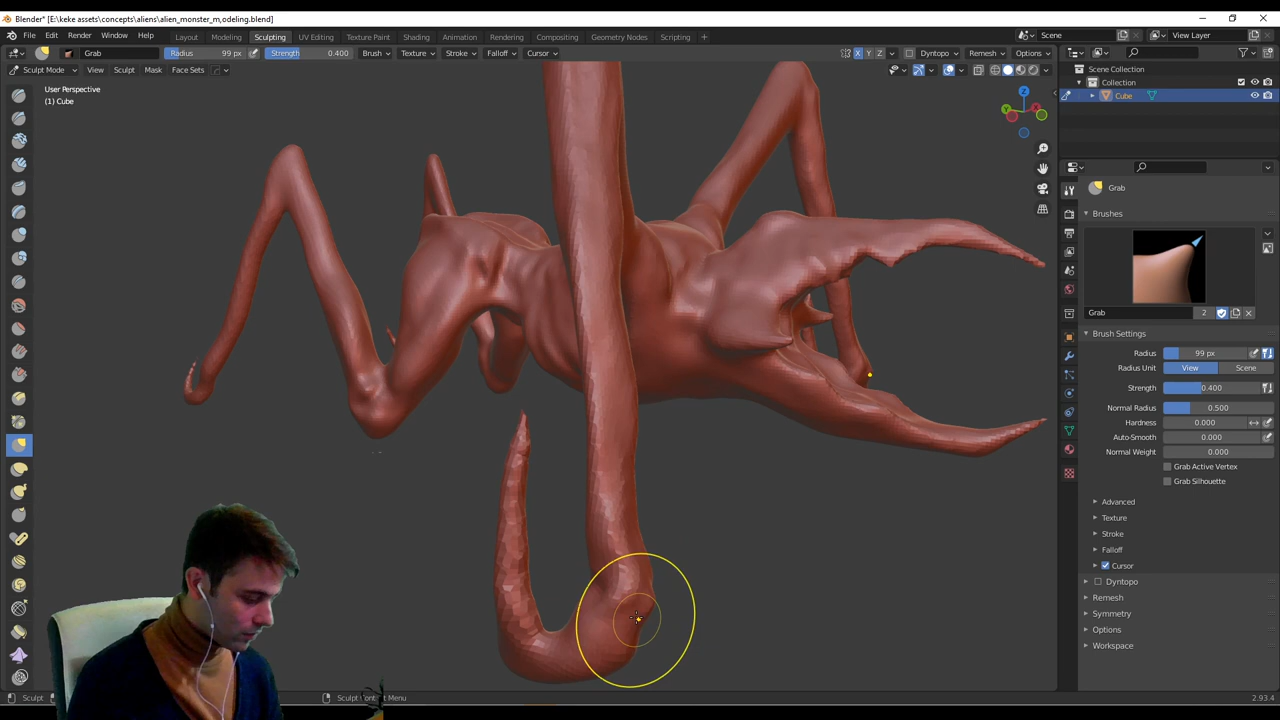 Blender* [E:\keke assets\concepts\aliens\alien_monster_m,odeling.blend]
File Edit Render Window Help Layout Modeling Sculpting UV Editing Texture Paint Shading Animation Rendering Compositing Geometry Nodes Scripting + Scene View Layer
Grab Radius 99 px Strength 0.400 Brush Texture Stroke Falloff Cursor X Y Z Dyntopo Remesh Options
Sculpt Mode View Sculpt Mask Face Sets
User Perspective
(1) Cube
Scene Collection
Collection
Cube
Z
Y X
Grab
Brushes
Grab 2
Brush Settings
Radius 99 px
Radius Unit View Scene
Strength 0.400
Normal Radius 0.500
Hardness 0.000
Auto-Smooth 0.000
Normal Weight 0.000
Grab Active Vertex
Grab Silhouette
Advanced
Texture
Stroke
Falloff
Cursor
Dyntopo
Remesh
Symmetry
Options
Workspace
Sculpt Sculpt Context Menu 2.93.4